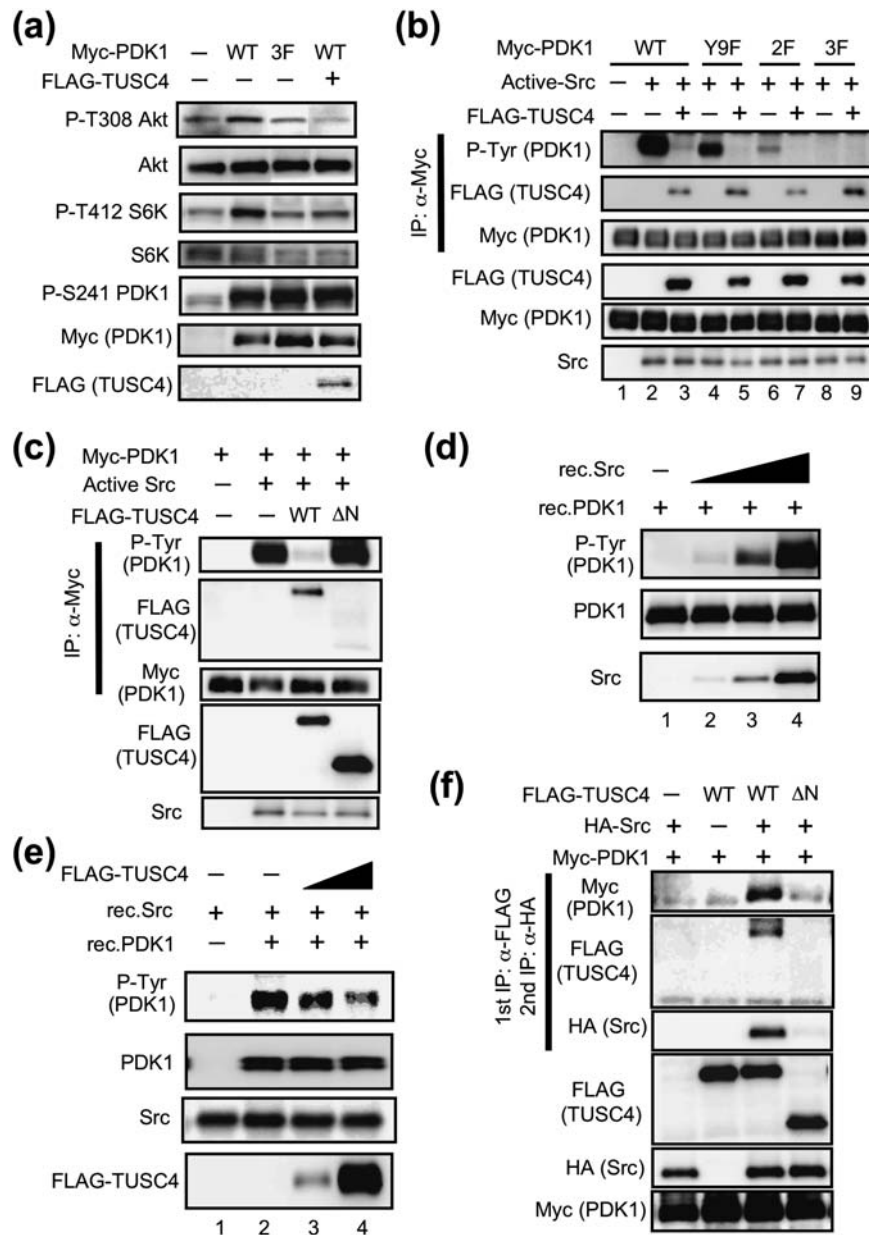 (a)
Myc-PDK1 – WT 3F WT
FLAG-TUSC4 – – – +
P-T308 Akt
Akt
P-T412 S6K
S6K
P-S241 PDK1
Myc (PDK1)
FLAG (TUSC4)
(b)
Myc-PDK1 WT Y9F 2F 3F
Active-Src – + + + + + + + +
FLAG-TUSC4 – – + – + – + – +
IP: α-Myc
P-Tyr (PDK1)
FLAG (TUSC4)
Myc (PDK1)
FLAG (TUSC4)
Myc (PDK1)
Src
1 2 3 4 5 6 7 8 9
(c)
Myc-PDK1 + + + +
Active Src – + + +
FLAG-TUSC4 – – WT ΔN
IP: α-Myc
P-Tyr
(PDK1)
FLAG
(TUSC4)
Myc
(PDK1)
FLAG
(TUSC4)
Src
(d)
rec.Src –
rec.PDK1 + + + +
P-Tyr
(PDK1)
PDK1
Src
1 2 3 4
(e)
FLAG-TUSC4 – –
rec.Src + + + +
rec.PDK1 – + + +
P-Tyr
(PDK1)
PDK1
Src
FLAG-TUSC4
1 2 3 4
(f)
FLAG-TUSC4 – WT WT ΔN
HA-Src + – + +
Myc-PDK1 + + + +
1st IP: α-FLAG
2nd IP: α-HA
Myc
(PDK1)
FLAG
(TUSC4)
HA (Src)
FLAG
(TUSC4)
HA (Src)
Myc (PDK1)